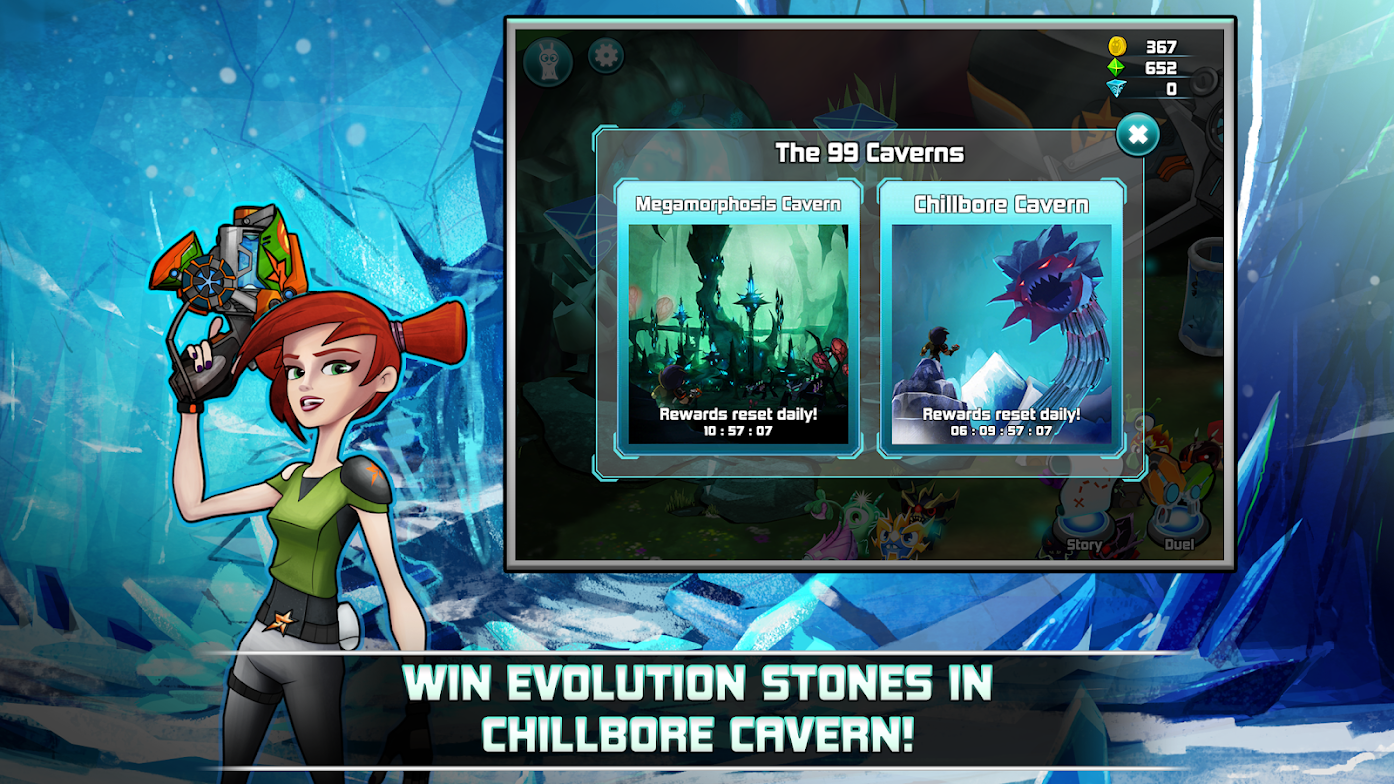 367
652
0
The 99 Caverns
Megamorphosis Cavern
Chillbore Cavern
Rewards reset daily!
10 : 57 : 07
Rewards reset daily!
06 : 09 : 57 : 07
Story
Duel
WIN EVOLUTION STONES IN
CHILLBORE CAVERN!